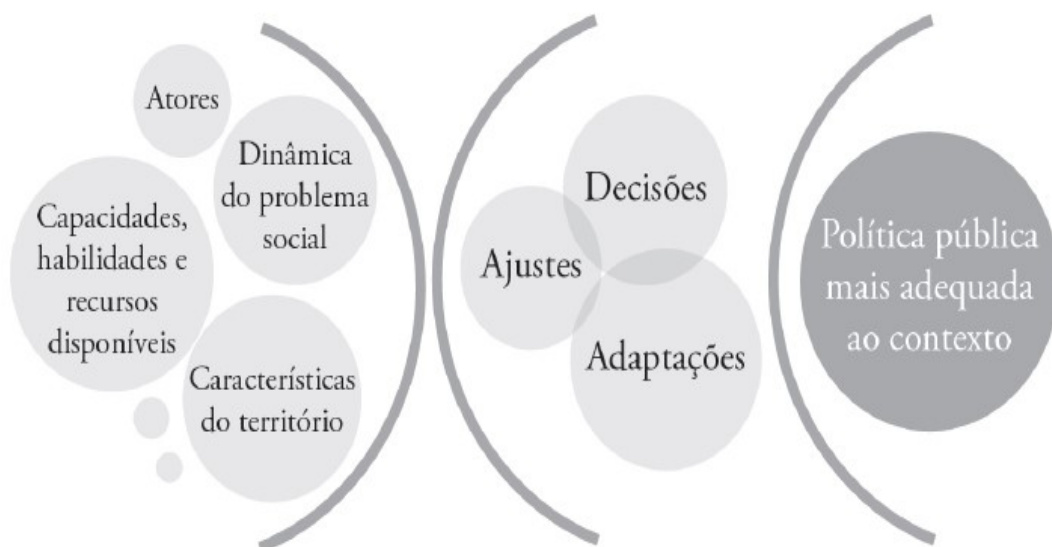 Atores
Dinâmica
do problema
social
Capacidades,
habilidades e
recursos
disponíveis
Características
do território
Decisões
Ajustes
Adaptações
Política pública
mais adequada
ao contexto